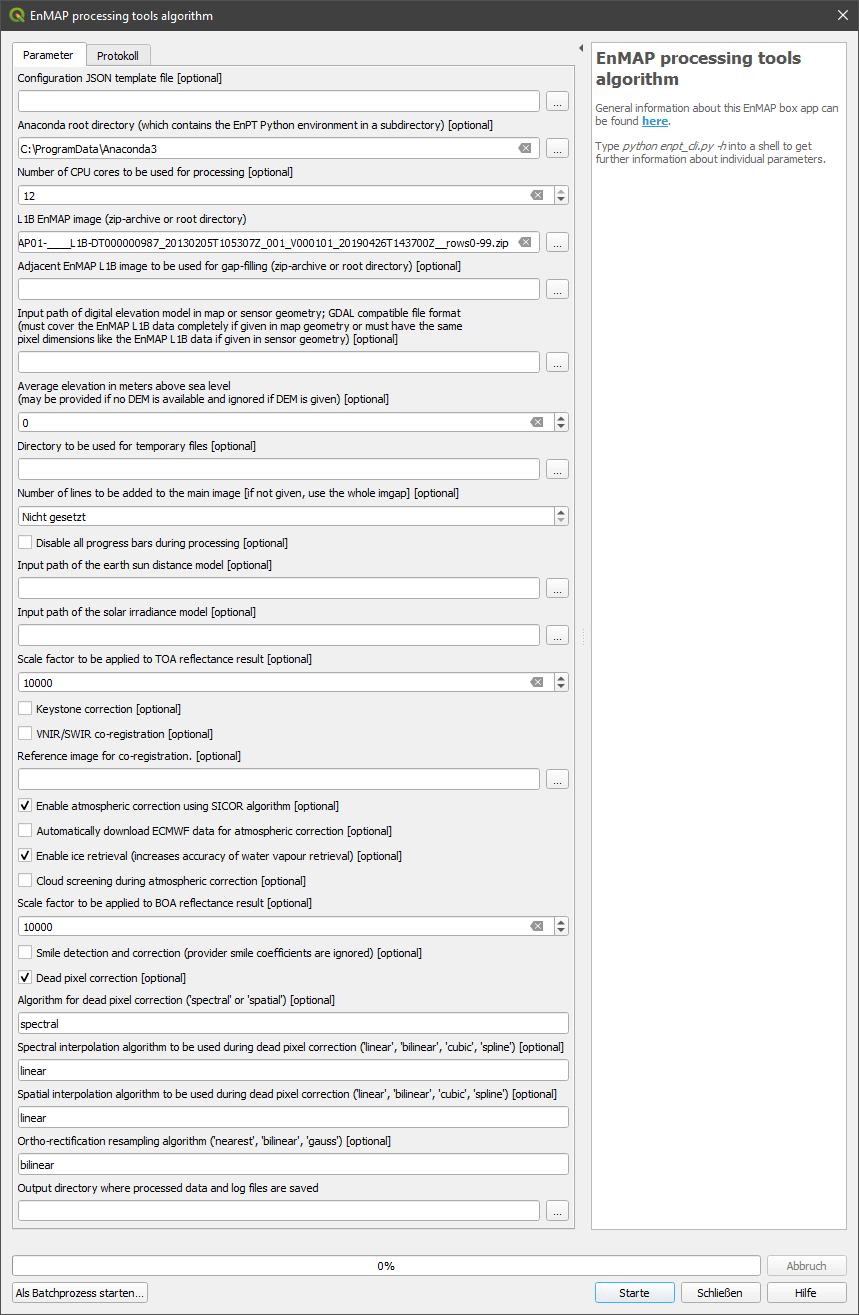 EnMAP processing tools algorithm
Parameter
Protokoll
Configuration JSON template file [optional]
...
Anaconda root directory (which contains the EnPT Python environment in a subdirectory) [optional]
C:\ProgramData\Anaconda3
...
Number of CPU cores to be used for processing [optional]
12
L1B EnMAP image (zip-archive or root directory)
AP01-____L1B-DT000000987_20130205T105307Z_001_V000101_20190426T143700Z__rows0-99.zip
...
Adjacent EnMAP L1B image to be used for gap-filling (zip-archive or root directory) [optional]
...
Input path of digital elevation model in map or sensor geometry; GDAL compatible file format
(must cover the EnMAP L1B data completely if given in map geometry or must have the same
pixel dimensions like the EnMAP L1B data if given in sensor geometry) [optional]
...
Average elevation in meters above sea level
(may be provided if no DEM is available and ignored if DEM is given) [optional]
0
Directory to be used for temporary files [optional]
...
Number of lines to be added to the main image [if not given, use the whole imgap] [optional]
Nicht gesetzt
Disable all progress bars during processing [optional]
Input path of the earth sun distance model [optional]
...
Input path of the solar irradiance model [optional]
...
Scale factor to be applied to TOA reflectance result [optional]
10000
Keystone correction [optional]
VNIR/SWIR co-registration [optional]
Reference image for co-registration. [optional]
...
Enable atmospheric correction using SICOR algorithm [optional]
Automatically download ECMWF data for atmospheric correction [optional]
Enable ice retrieval (increases accuracy of water vapour retrieval) [optional]
Cloud screening during atmospheric correction [optional]
Scale factor to be applied to BOA reflectance result [optional]
10000
Smile detection and correction (provider smile coefficients are ignored) [optional]
Dead pixel correction [optional]
Algorithm for dead pixel correction ('spectral' or 'spatial') [optional]
spectral
Spectral interpolation algorithm to be used during dead pixel correction ('linear', 'bilinear', 'cubic', 'spline') [optional]
linear
Spatial interpolation algorithm to be used during dead pixel correction ('linear', 'bilinear', 'cubic', 'spline') [optional]
linear
Ortho-rectification resampling algorithm ('nearest', 'bilinear', 'gauss') [optional]
bilinear
Output directory where processed data and log files are saved
...
EnMAP processing tools
algorithm
General information about this EnMAP box app can
be found here.
Type python enpt_cli.py -h into a shell to get
further information about individual parameters.
0%
Abbruch
Als Batchprozess starten...
Starte
Schließen
Hilfe